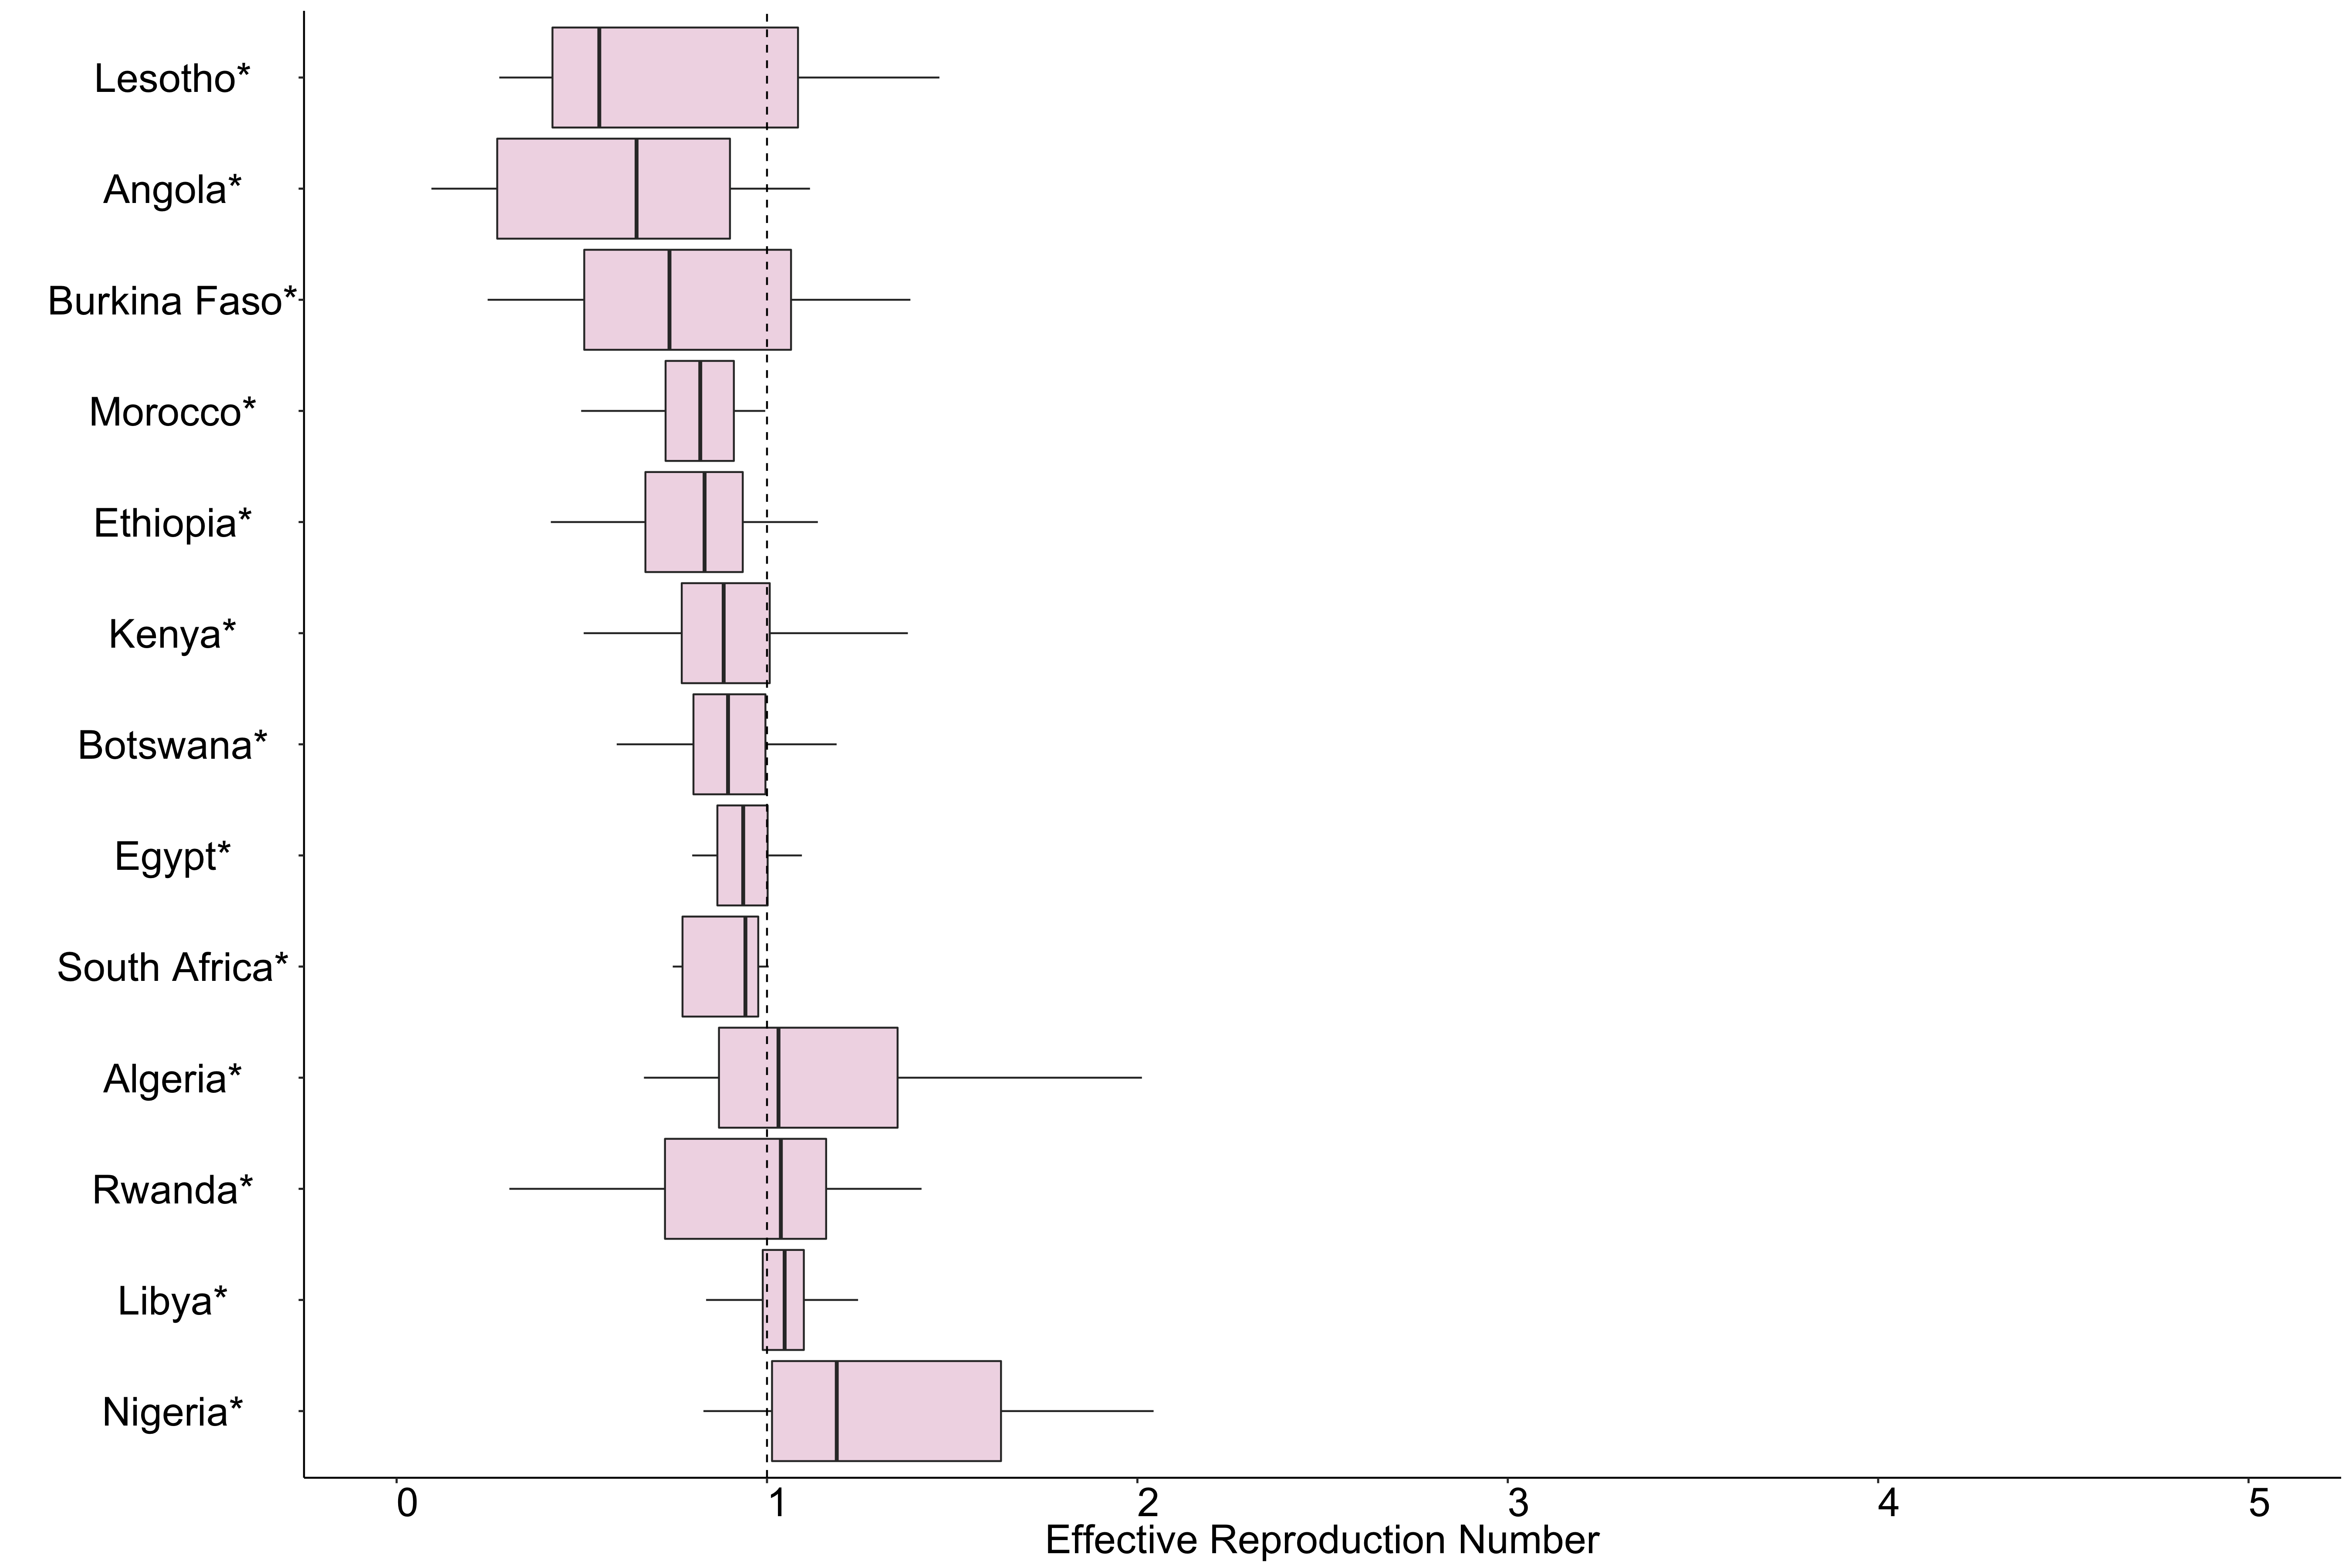 Lesotho*
Angola*
Burkina Faso*
Morocco*
Ethiopia*
Kenya*
Botswana*
Egypt*
South Africa*
Algeria*
Rwanda*
Libya*
Nigeria*
0 1 2 3 4 5
Effective Reproduction Number